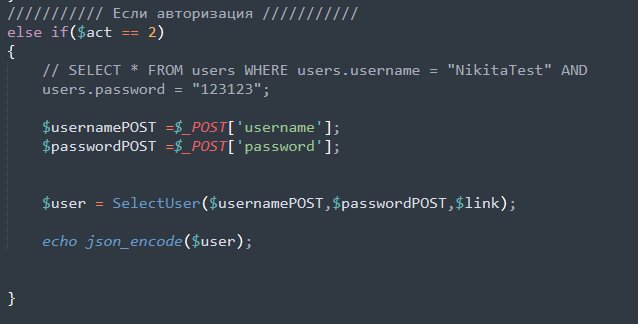 /////////// Если авторизация ///////////
else if($act == 2)
{
// SELECT * FROM users WHERE users.username = "NikitaTest" AND
users.password = "123123";
$usernamePOST =$_POST['username'];
$passwordPOST =$_POST['password'];
$user = SelectUser($usernamePOST,$passwordPOST,$link);
echo json_encode($user);
}